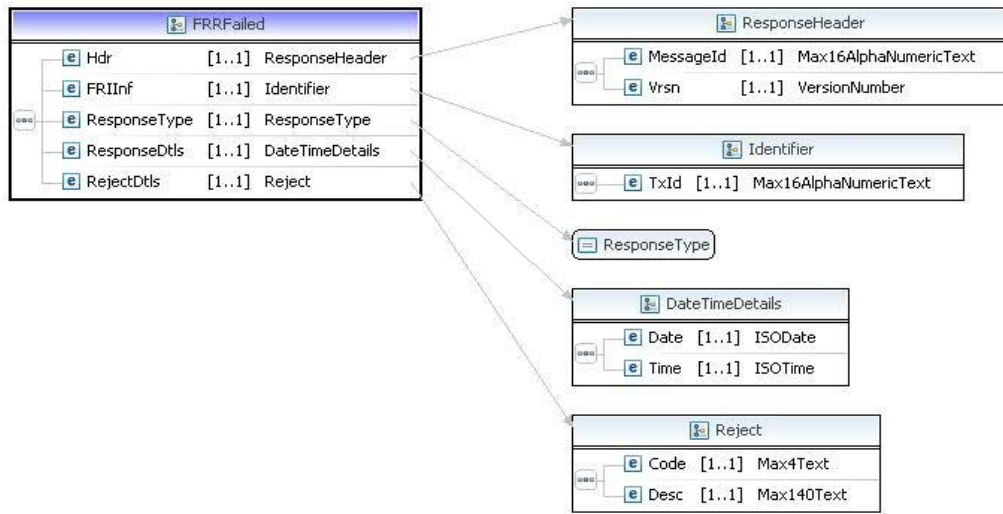 FRRFailed
e Hdr [1..1] ResponseHeader
e FRIInf [1..1] Identifier
e ResponseType [1..1] ResponseType
e ResponseDtls [1..1] DateTimeDetails
e RejectDtls [1..1] Reject
ResponseHeader
e MessageId [1..1] Max16AlphaNumericText
e Vrsn [1..1] VersionNumber
Identifier
e TxId [1..1] Max16AlphaNumericText
ResponseType
DateTimeDetails
e Date [1..1] ISODate
e Time [1..1] ISOTime
Reject
e Code [1..1] Max4Text
e Desc [1..1] Max140Text